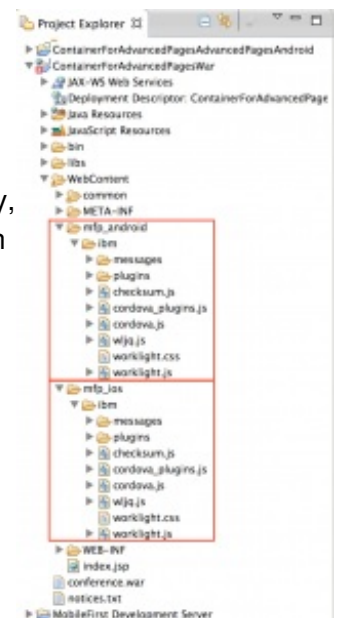 Project Explorer
ContainerForAdvancedPagesAdvancedPagesAndroid
ContainerForAdvancedPagesWar
JAX-WS Web Services
Deployment Descriptor: ContainerForAdvancedPage
Java Resources
JavaScript Resources
bin
libs
WebContent
common
META-INF
mfp_android
ibm
messages
plugins
checksum.js
cordova_plugins.js
cordova.js
wljq.js
worklight.css
worklight.js
mfp_ios
ibm
messages
plugins
checksum.js
cordova_plugins.js
cordova.js
wljq.js
worklight.css
worklight.js
WEB-INF
index.jsp
conference.war
notices.txt
MobileFirst Development Server